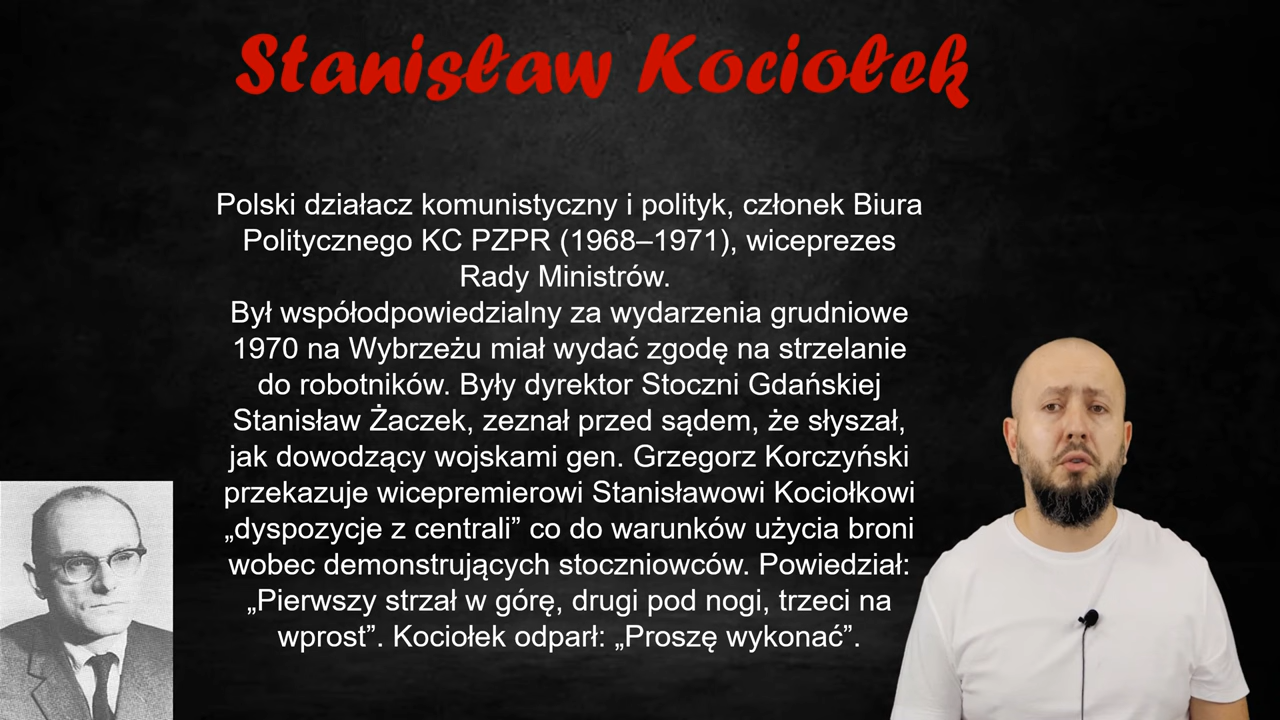 Stanisław Kociołek
Polski działacz komunistyczny i polityk, członek Biura
Politycznego KC PZPR (1968–1971), wiceprezes
Rady Ministrów.
Był współodpowiedzialny za wydarzenia grudniowe
1970 na Wybrzeżu miał wydać zgodę na strzelanie
do robotników. Były dyrektor Stoczni Gdańskiej
Stanisław Żaczek, zeznał przed sądem, że słyszał,
jak dowodzący wojskami gen. Grzegorz Korczyński
przekazuje wicepremierowi Stanisławowi Kociołkowi
„dyspozycje z centrali” co do warunków użycia broni
wobec demonstrujących stoczniowców. Powiedział:
„Pierwszy strzał w górę, drugi pod nogi, trzeci na
wprost”. Kociołek odparł: „Proszę wykonać”.